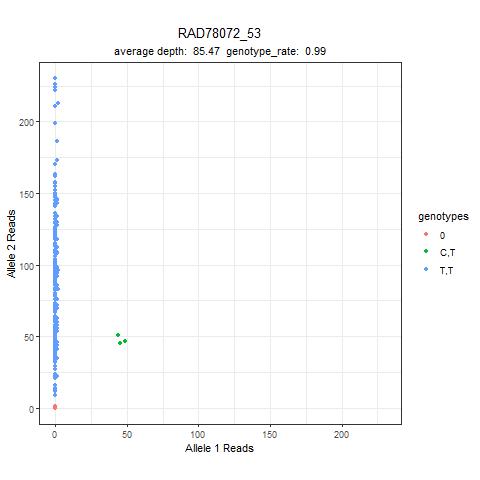 RAD78072_53
average depth: 85.47 genotype_rate: 0.99
Allele 2 Reads
200
150
100
50
0
0 50 100 150 200
Allele 1 Reads
genotypes
0
C,T
T,T